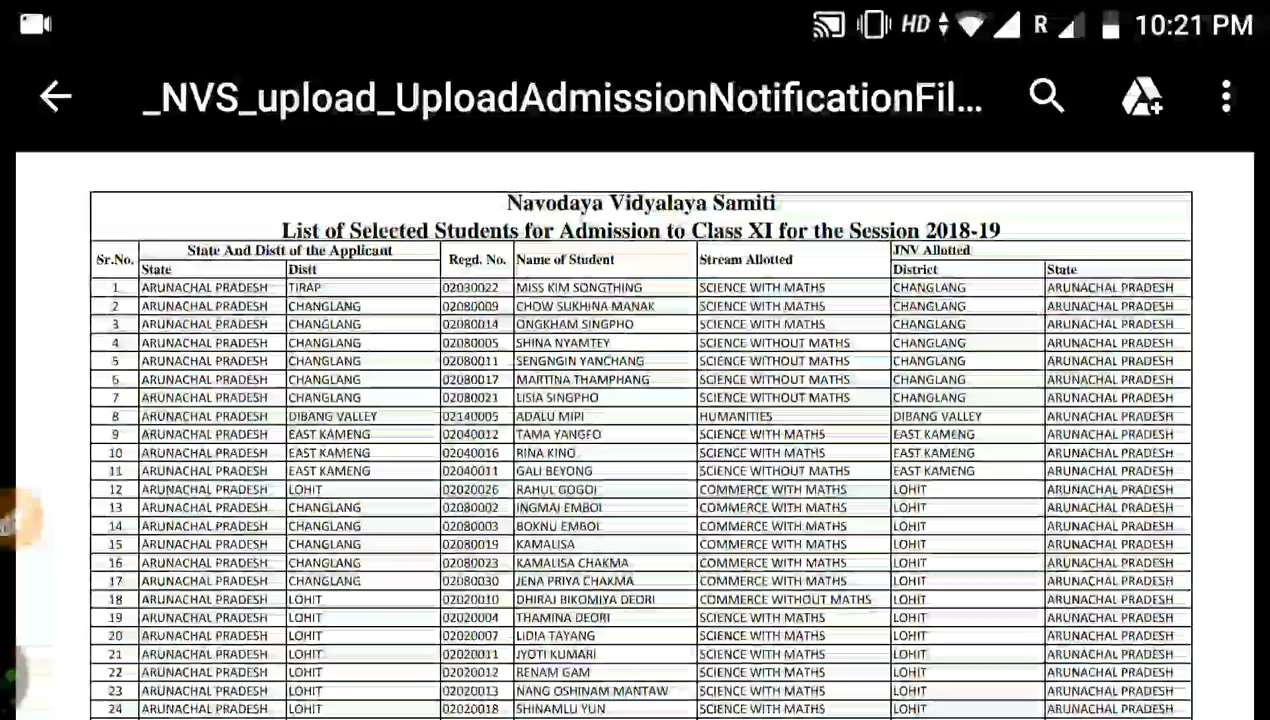 HD R 10:21 PM
_NVS_upload_UploadAdmissionNotificationFil...
Navodaya Vidyalaya Samiti
List of Selected Students for Admission to Class XI for the Session 2018-19
Sr.No. State And Distt of the Applicant Regd. No. Name of Student Stream Allotted JNV Allotted
State Distt District State
1 ARUNACHAL PRADESH TIRAP 02030022 MISS KIM SONGTHING SCIENCE WITH MATHS CHANGLANG ARUNACHAL PRADESH
2 ARUNACHAL PRADESH CHANGLANG 02080009 CHOW SUKHINA MANAK SCIENCE WITH MATHS CHANGLANG ARUNACHAL PRADESH
3 ARUNACHAL PRADESH CHANGLANG 02080014 ONGKHAM SINGPHO SCIENCE WITH MATHS CHANGLANG ARUNACHAL PRADESH
4 ARUNACHAL PRADESH CHANGLANG 02080005 SHINA NYAMTEY SCIENCE WITHOUT MATHS CHANGLANG ARUNACHAL PRADESH
5 ARUNACHAL PRADESH CHANGLANG 02080011 SENGNGIN YANCHANG SCIENCE WITHOUT MATHS CHANGLANG ARUNACHAL PRADESH
6 ARUNACHAL PRADESH CHANGLANG 02080017 MARTINA THAMPHANG SCIENCE WITHOUT MATHS CHANGLANG ARUNACHAL PRADESH
7 ARUNACHAL PRADESH CHANGLANG 02080021 LISIA SINGPHO SCIENCE WITHOUT MATHS CHANGLANG ARUNACHAL PRADESH
8 ARUNACHAL PRADESH DIBANG VALLEY 02140005 ADALU MIPI HUMANITIES DIBANG VALLEY ARUNACHAL PRADESH
9 ARUNACHAL PRADESH EAST KAMENG 02040012 TAMA YANGFO SCIENCE WITH MATHS EAST KAMENG ARUNACHAL PRADESH
10 ARUNACHAL PRADESH EAST KAMENG 02040016 RINA KINO SCIENCE WITH MATHS EAST KAMENG ARUNACHAL PRADESH
11 ARUNACHAL PRADESH EAST KAMENG 02040011 GALI BEYONG SCIENCE WITHOUT MATHS EAST KAMENG ARUNACHAL PRADESH
12 ARUNACHAL PRADESH LOHIT 02020026 RAHUL GOGOI COMMERCE WITH MATHS LOHIT ARUNACHAL PRADESH
13 ARUNACHAL PRADESH CHANGLANG 02080002 INGMAI EMBOI COMMERCE WITH MATHS LOHIT ARUNACHAL PRADESH
14 ARUNACHAL PRADESH CHANGLANG 02080003 BOKNU EMBOI COMMERCE WITH MATHS LOHIT ARUNACHAL PRADESH
15 ARUNACHAL PRADESH CHANGLANG 02080019 KAMALISA COMMERCE WITH MATHS LOHIT ARUNACHAL PRADESH
16 ARUNACHAL PRADESH CHANGLANG 02080023 KAMALISA CHAKMA COMMERCE WITH MATHS LOHIT ARUNACHAL PRADESH
17 ARUNACHAL PRADESH CHANGLANG 02080030 JENA PRIYA CHAKMA COMMERCE WITH MATHS LOHIT ARUNACHAL PRADESH
18 ARUNACHAL PRADESH LOHIT 02020010 DHIRAJ BIKOMIYA DEORI COMMERCE WITHOUT MATHS LOHIT ARUNACHAL PRADESH
19 ARUNACHAL PRADESH LOHIT 02020004 THAMINA DEORI SCIENCE WITH MATHS LOHIT ARUNACHAL PRADESH
20 ARUNACHAL PRADESH LOHIT 02020007 LIDIA TAYANG SCIENCE WITH MATHS LOHIT ARUNACHAL PRADESH
21 ARUNACHAL PRADESH LOHIT 02020011 JYOTI KUMARI SCIENCE WITH MATHS LOHIT ARUNACHAL PRADESH
22 ARUNACHAL PRADESH LOHIT 02020012 RENAM GAM SCIENCE WITH MATHS LOHIT ARUNACHAL PRADESH
23 ARUNACHAL PRADESH LOHIT 02020013 NANG OSHINAM MANTAW SCIENCE WITH MATHS LOHIT ARUNACHAL PRADESH
24 ARUNACHAL PRADESH LOHIT 02020018 SHINAMLU YUN SCIENCE WITH MATHS LOHIT ARUNACHAL PRADESH